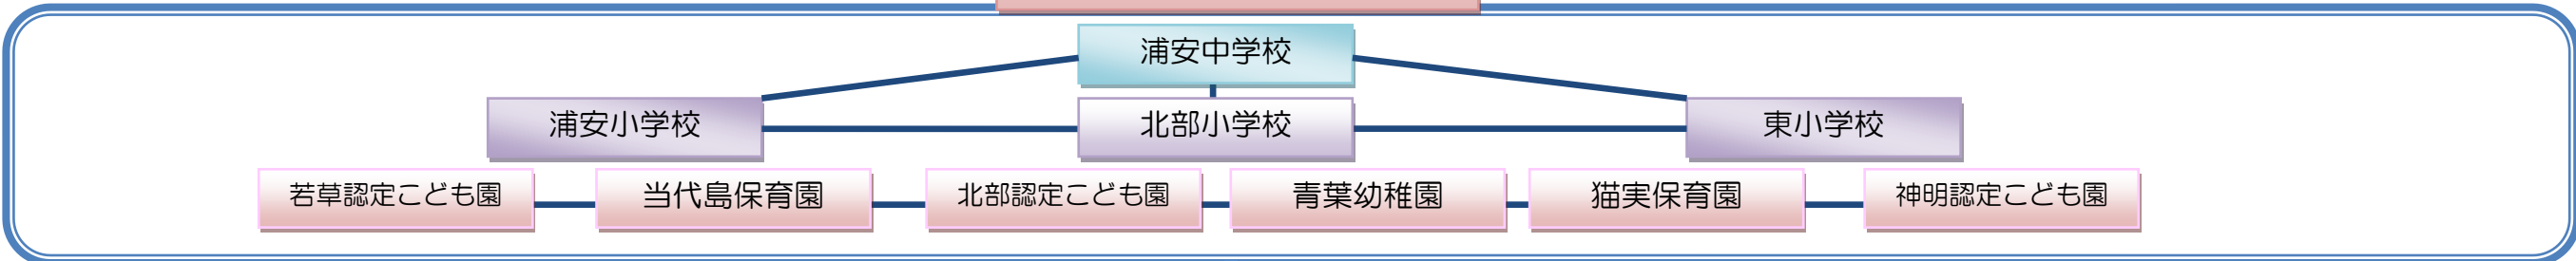 浦安中学校
浦安小学校
北部小学校
東小学校
若草認定こども園
当代島保育園
北部認定こども園
青葉幼稚園
猫実保育園
神明認定こども園